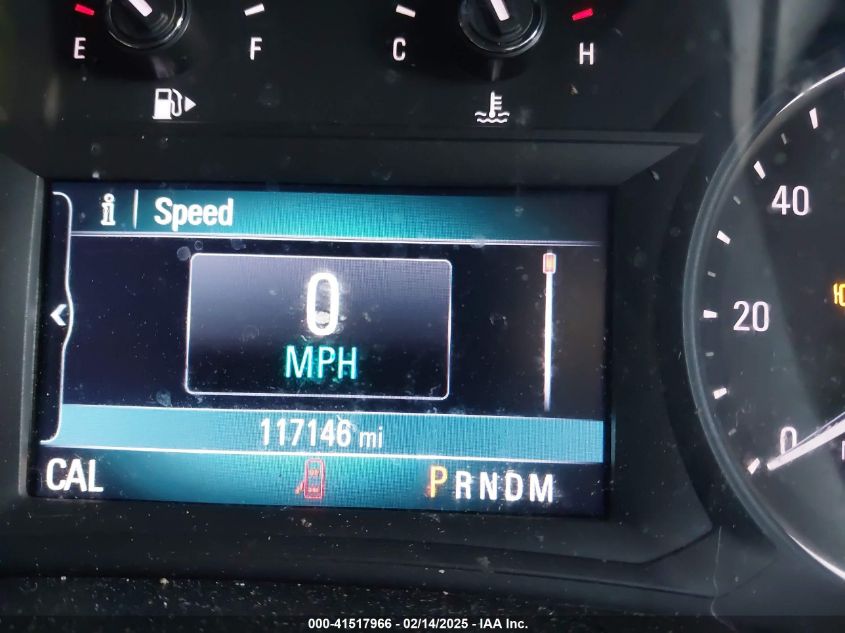 E F C H
Speed
40
0
MPH
20
117146 mi
0
CAL PRNDM
000-41517966 - 02/14/2025 - IAA Inc.